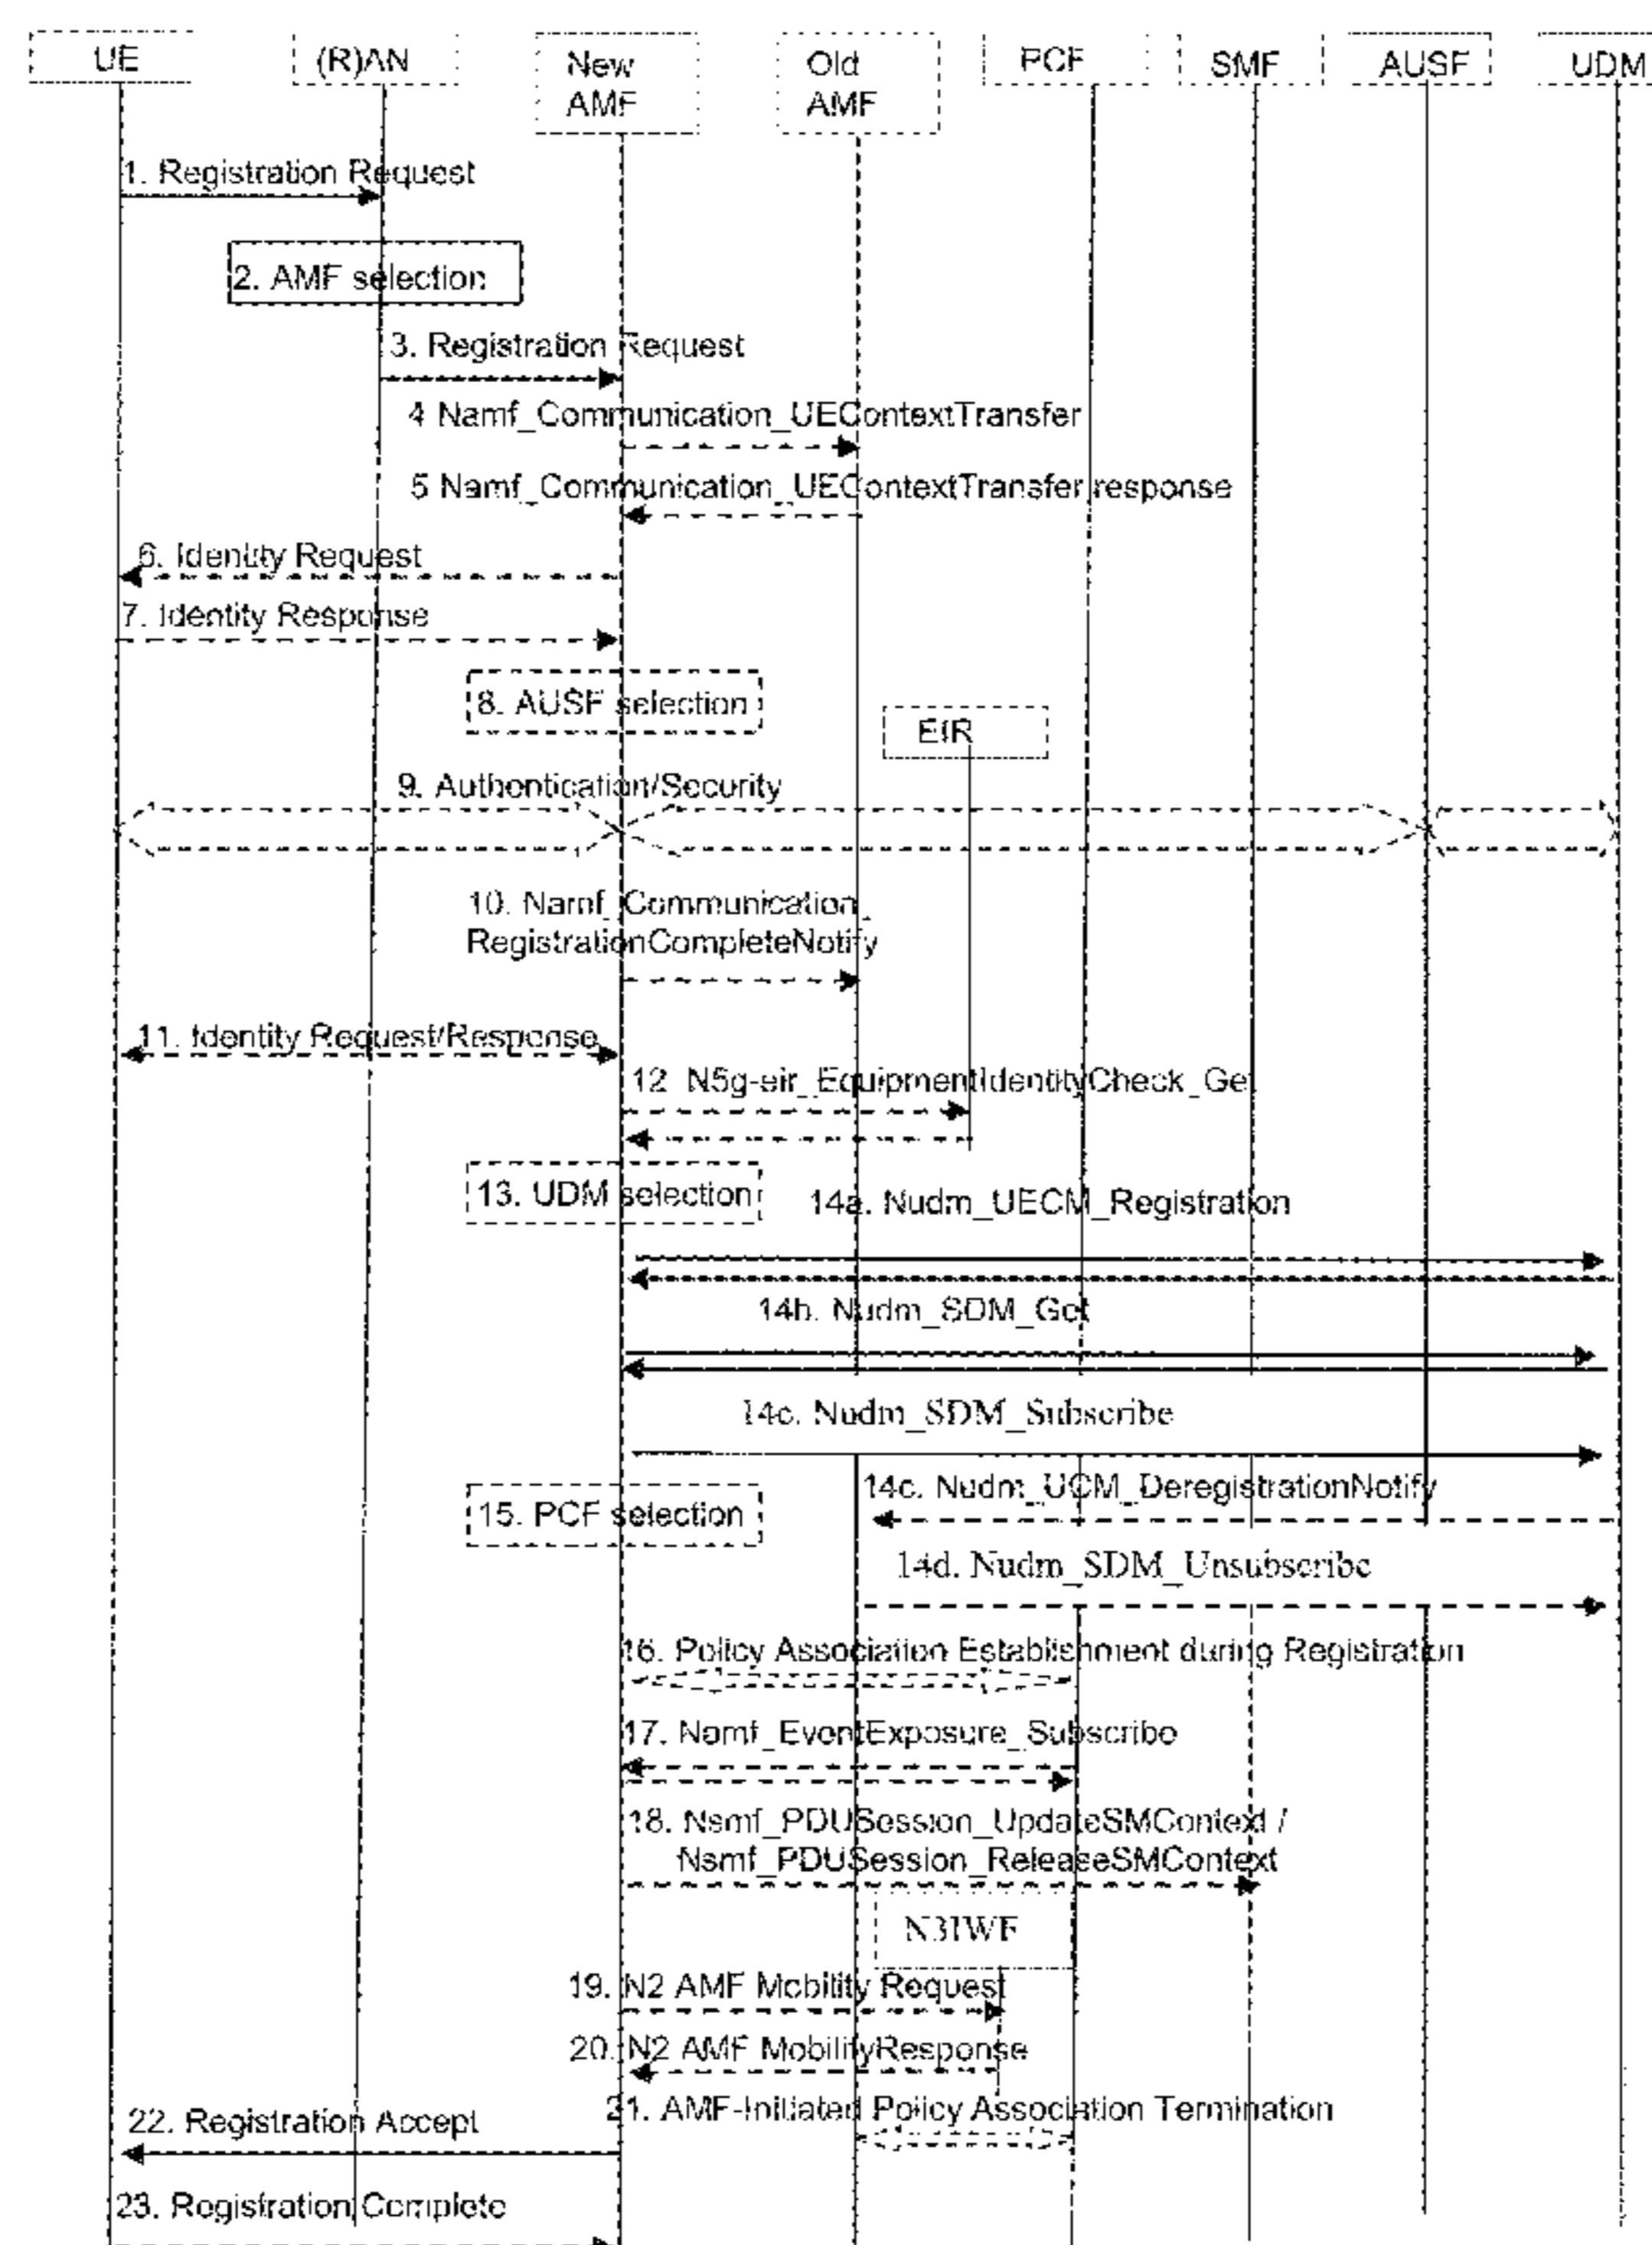 UE
(R)AN
New
AMF
Old
AMF
PCF
SMF
AUSF
UDM
1. Registration Request
2. AMF selection
3. Registration Request
4 Namf_Communication_UEContextTransfer
5 Namf_Communication_UEContextTransfer response
6. Identity Request
7. Identity Response
8. AUSF selection
EIR
9. Authentication/Security
10. Namf_Communication_
RegistrationCompleteNotify
11. Identity Request/Response
12 N5g-eir_EquipmentIdentityCheck_Get
13. UDM selection
14a. Nudm_UECM_Registration
14b. Nudm_SDM_Get
14c. Nudm_SDM_Subscribe
14c. Nudm_UCM_DeregistrationNotify
15. PCF selection
14d. Nudm_SDM_Unsubscribe
16. Policy Association Establishment during Registration
17. Namf_EventExposure_Subscribe
18. Nsmf_PDUSession_UpdateSMContext /
Nsmf_PDUSession_ReleaseSMContext
N3IWF
19. N2 AMF Mobility Request
20. N2 AMF MobilityResponse
21. AMF-Initiated Policy Association Termination
22. Registration Accept
23. Registration Complete